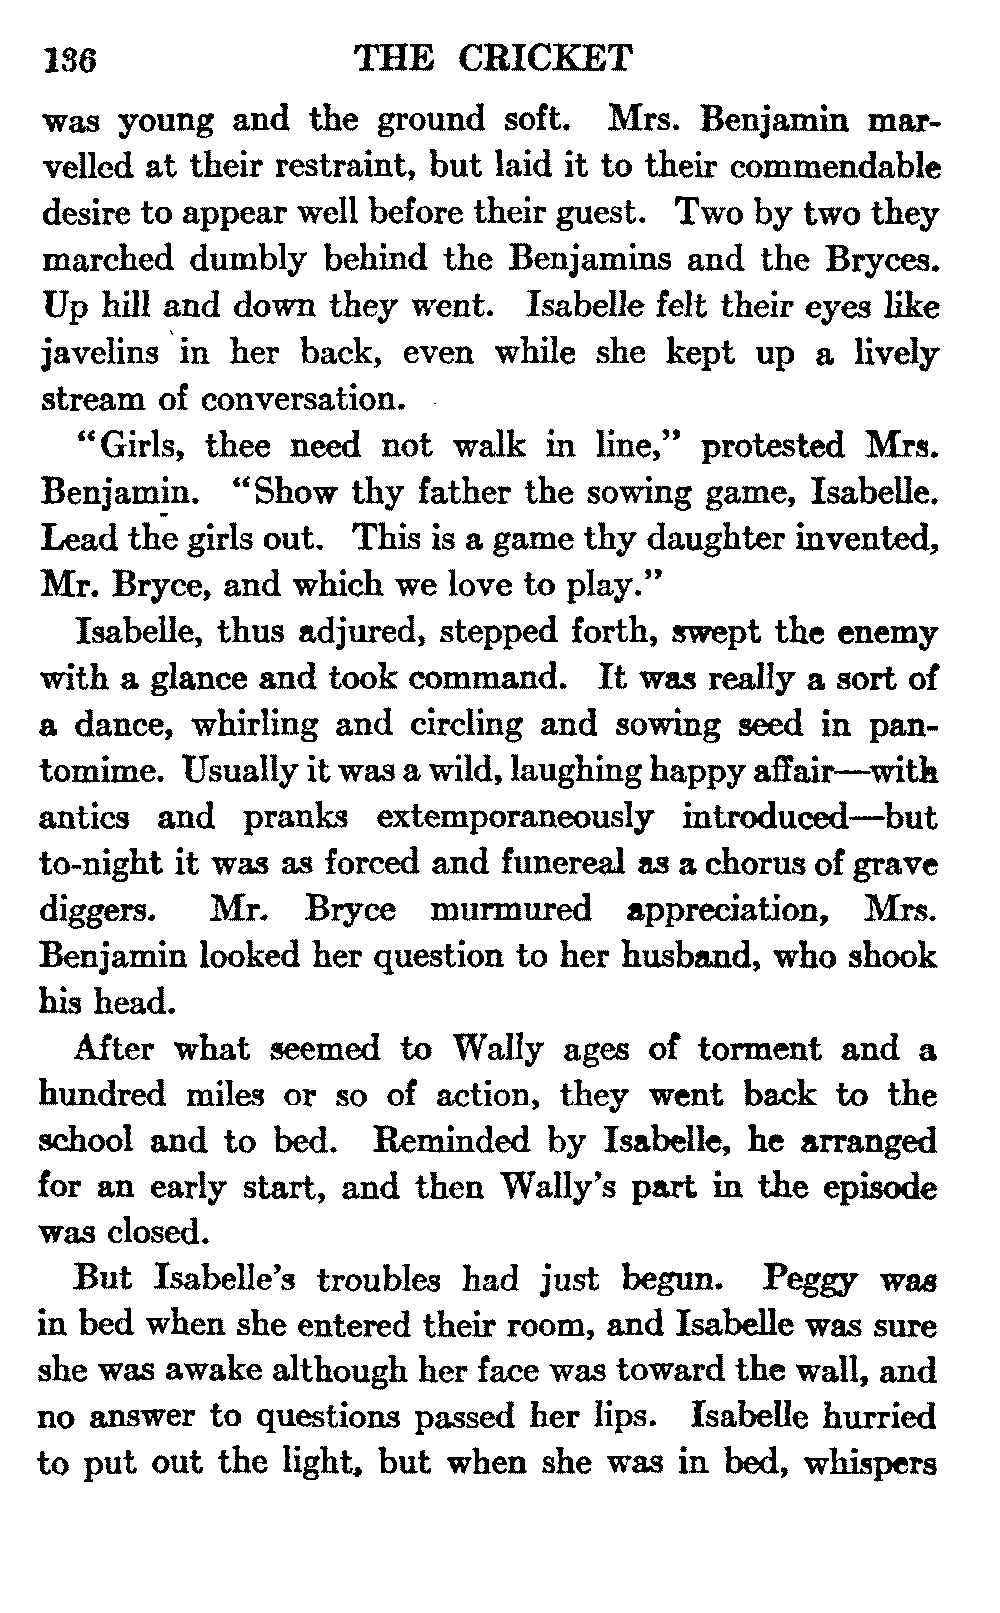 136 THE CRICKET
was young and the ground soft. Mrs. Benjamin mar-
velled at their restraint, but laid it to their commendable
desire to appear well before their guest. Two by two they
marched dumbly behind the Benjamins and the Bryces.
Up hill and down they went. Isabelle felt their eyes like
javelins in her back, even while she kept up a lively
stream of conversation.
"Girls, thee need not walk in line," protested Mrs.
Benjamin. "Show thy father the sowing game, Isabelle.
Lead the girls out. This is a game thy daughter invented,
Mr. Bryce, and which we love to play."
Isabelle, thus adjured, stepped forth, swept the enemy
with a glance and took command. It was really a sort of
a dance, whirling and circling and sowing seed in pan-
tomime. Usually it was a wild, laughing happy affair—with
antics and pranks extemporaneously introduced—but
to-night it was as forced and funereal as a chorus of grave
diggers. Mr. Bryce murmured appreciation, Mrs.
Benjamin looked her question to her husband, who shook
his head.
After what seemed to Wally ages of torment and a
hundred miles or so of action, they went back to the
school and to bed. Reminded by Isabelle, he arranged
for an early start, and then Wally's part in the episode
was closed.
But Isabelle's troubles had just begun. Peggy was
in bed when she entered their room, and Isabelle was sure
she was awake although her face was toward the wall, and
no answer to questions passed her lips. Isabelle hurried
to put out the light, but when she was in bed, whispers